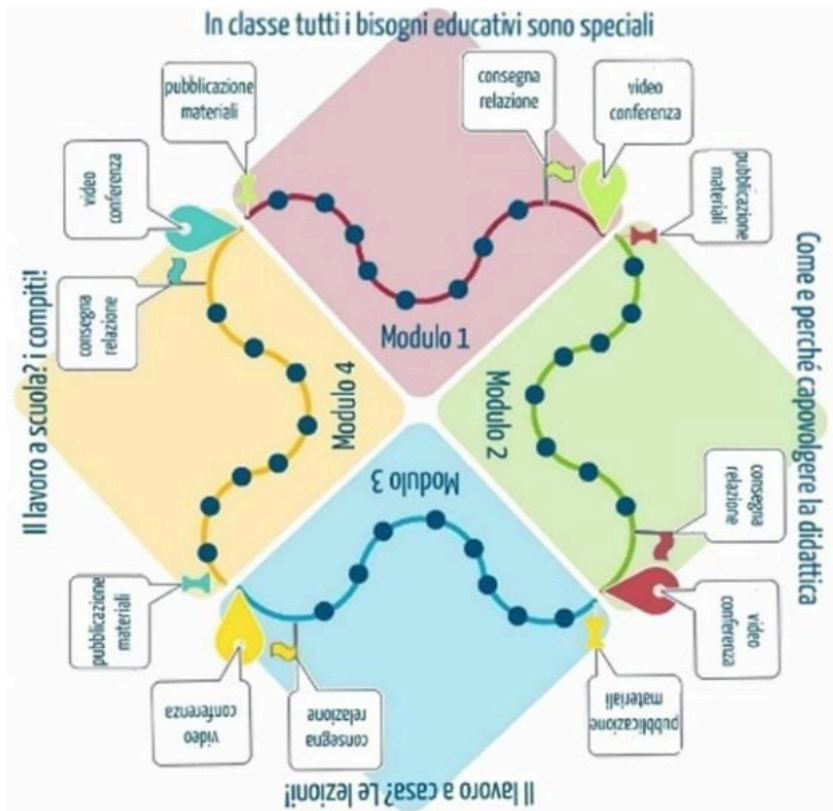 In classe tutti i bisogni educativi sono speciali
pubblicazione
materiali
consegna
relazione
video
conferenza
Modulo 1
Come e perché capovolgere la didattica
pubblicazione
materiali
Modulo 2
consegna
relazione
video
conferenza
Il lavoro a casa? Le lezioni!
pubblicazione
materiali
Modulo 3
consegna
relazione
video
conferenza
Il lavoro a scuola? i compiti!
pubblicazione
materiali
Modulo 4
consegna
relazione
video
conferenza